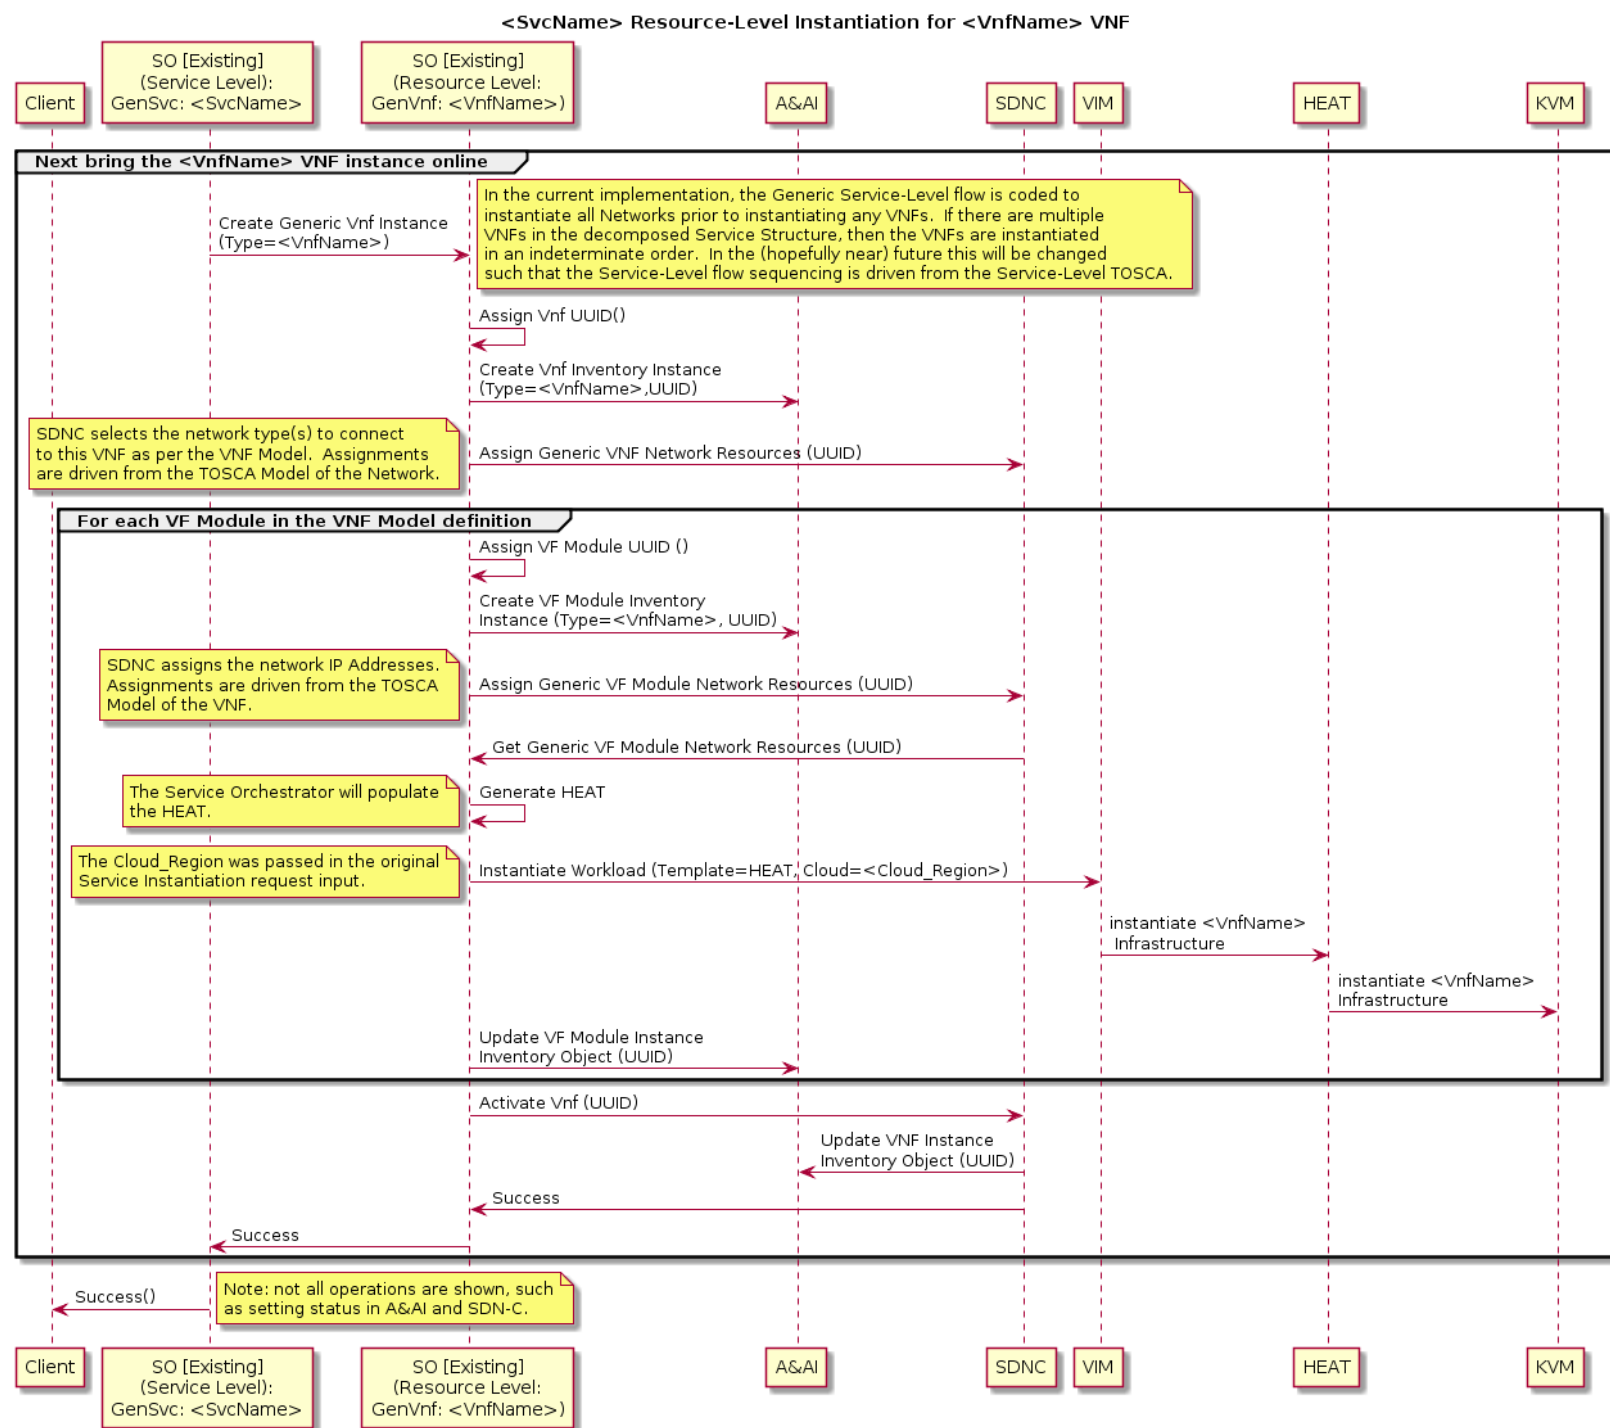 <SvcName> Resource-Level Instantiation for <VnfName> VNF
Client
SO [Existing]
(Service Level):
GenSvc: <SvcName>
SO [Existing]
(Resource Level:
GenVnf: <VnfName>)
A&AI
SDNC
VIM
HEAT
KVM
Next bring the <VnfName> VNF instance online
Create Generic Vnf Instance
(Type=<VnfName>)
In the current implementation, the Generic Service-Level flow is coded to
instantiate all Networks prior to instantiating any VNFs.  If there are multiple
VNFs in the decomposed Service Structure, then the VNFs are instantiated
in an indeterminate order.  In the (hopefully near) future this will be changed
such that the Service-Level flow sequencing is driven from the Service-Level TOSCA.
Assign Vnf UUID()
Create Vnf Inventory Instance
(Type=<VnfName>,UUID)
SDNC selects the network type(s) to connect
to this VNF as per the VNF Model.  Assignments
are driven from the TOSCA Model of the Network.
Assign Generic VNF Network Resources (UUID)
For each VF Module in the VNF Model definition
Assign VF Module UUID ()
Create VF Module Inventory
Instance (Type=<VnfName>, UUID)
SDNC assigns the network IP Addresses.
Assignments are driven from the TOSCA
Model of the VNF.
Assign Generic VF Module Network Resources (UUID)
Get Generic VF Module Network Resources (UUID)
The Service Orchestrator will populate
the HEAT.
Generate HEAT
The Cloud_Region was passed in the original
Service Instantiation request input.
Instantiate Workload (Template=HEAT, Cloud=<Cloud_Region>)
instantiate <VnfName>
Infrastructure
instantiate <VnfName>
Infrastructure
Update VF Module Instance
Inventory Object (UUID)
Activate Vnf (UUID)
Update VNF Instance
Inventory Object (UUID)
Success
Success
Success()
Note: not all operations are shown, such
as setting status in A&AI and SDN-C.
Client
SO [Existing]
(Service Level):
GenSvc: <SvcName>
SO [Existing]
(Resource Level:
GenVnf: <VnfName>)
A&AI
SDNC
VIM
HEAT
KVM